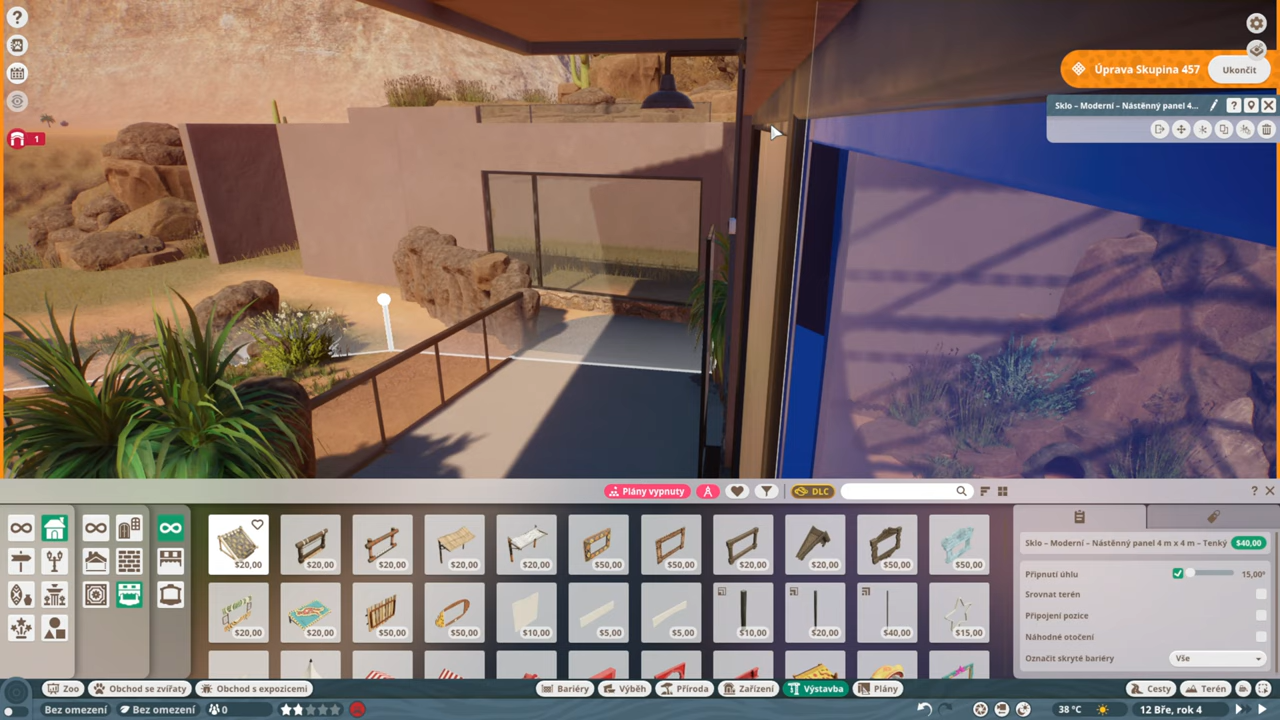 Úprava Skupina 457
Ukončit
Sklo – Moderní – Nástěnný panel 4...
1
Plány vypnuty
DLC
$20,00 $20,00 $20,00 $20,00 $20,00 $50,00 $50,00 $20,00 $20,00 $50,00 $50,00
$20,00 $20,00 $50,00 $50,00 $10,00 $5,00 $5,00 $10,00 $20,00 $40,00 $15,00
Sklo – Moderní – Nástěnný panel 4 m x 4 m – Tenký $40,00
Připnutí úhlu 15,00°
Srovnat terén
Připojení pozice
Náhodné otočení
Označit skryté bariéry Vše
Zoo Obchod se zvířaty Obchod s expozicemi Bariéry Výběh Příroda Zařízení Výstavba Plány Cesty Terén
Bez omezení Bez omezení 0 38 °C 12 Bře, rok 4